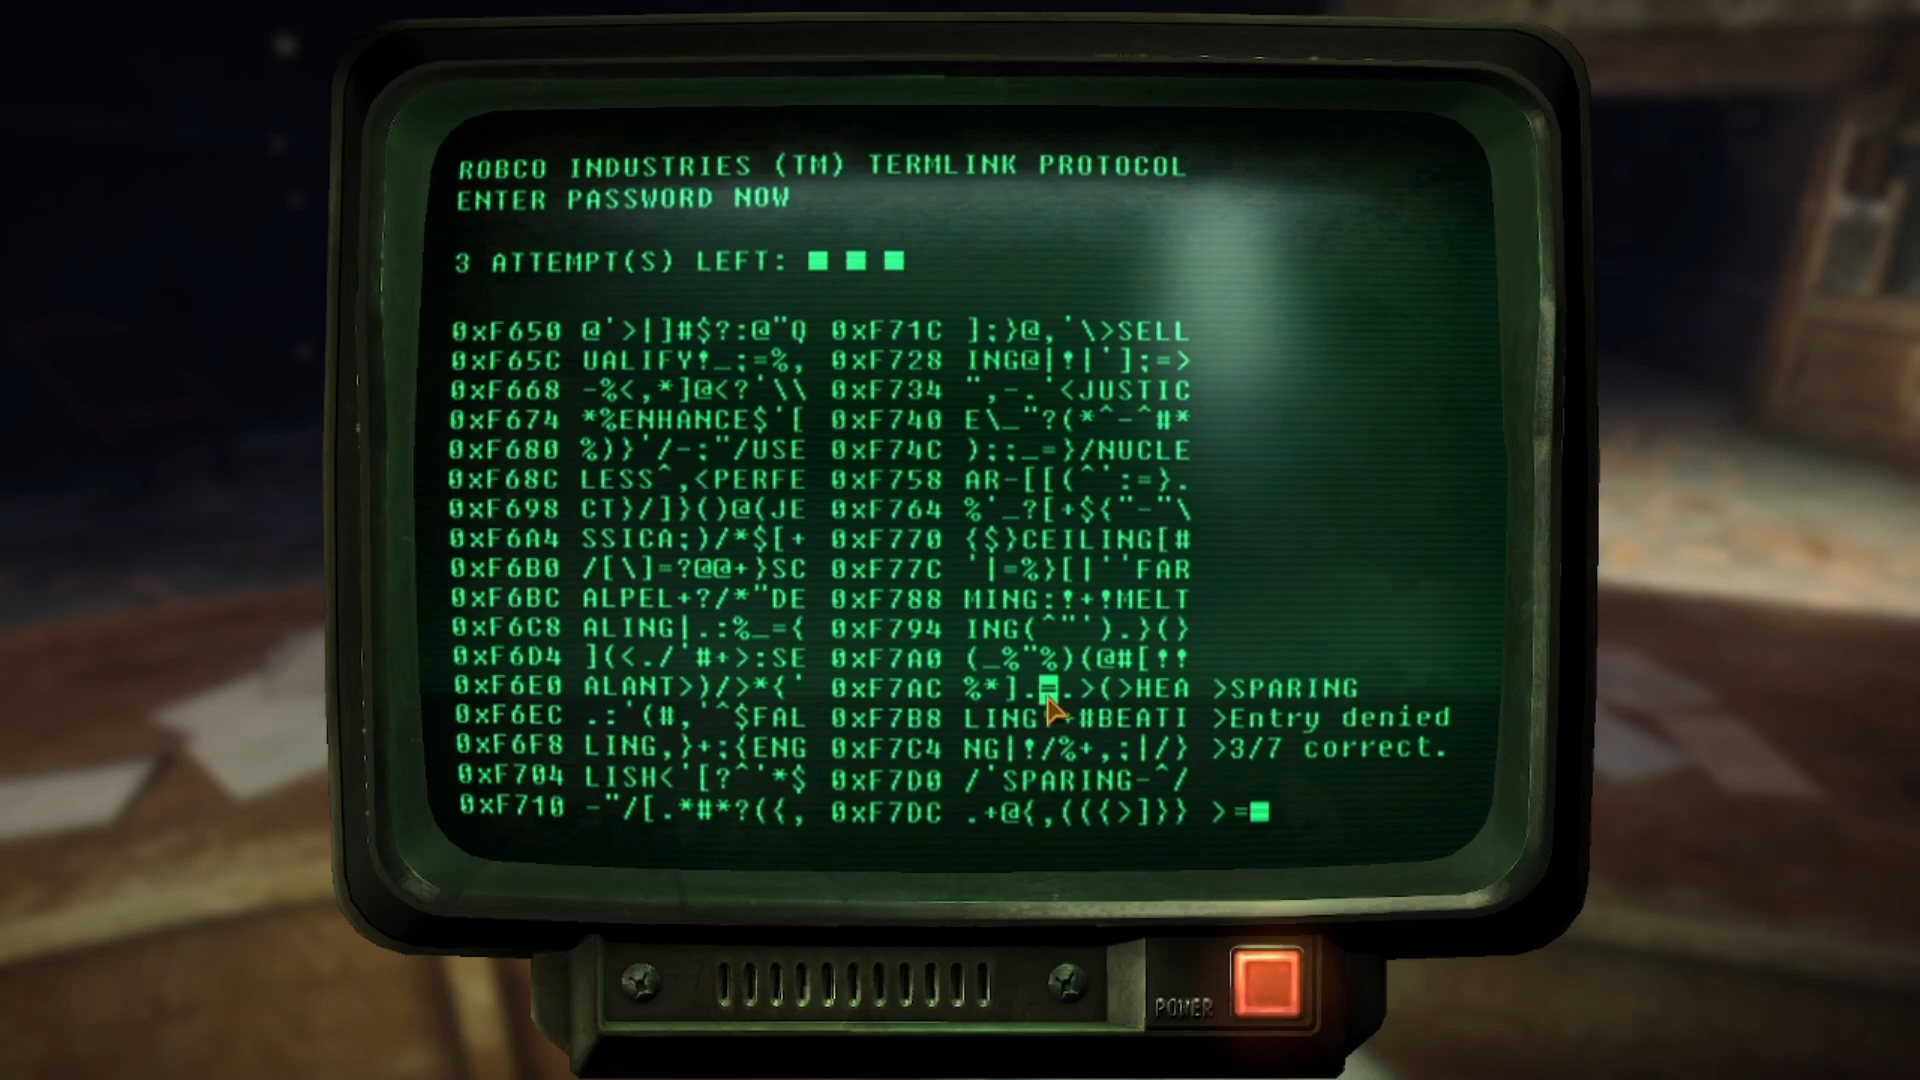 ROBCO INDUSTRIES (TM) TERMLINK PROTOCOL
ENTER PASSWORD NOW
3 ATTEMPT(S) LEFT: ■ ■ ■
0xF650 @'>|]#$?:@"Q 0xF71C ];}@,'\>SELL
0xF65C UALIFY!_;=%, 0xF728 ING@|!|'];=>
0xF668 -%<,*]@<?'\\ 0xF734 ",-.'<JUSTIC
0xF674 *%ENHANCE$'[ 0xF740 E\_"?(*^-^#*
0xF680 %)}'/-:"/USE 0xF74C );:_=}/NUCLE
0xF68C LESS^,<PERFE 0xF758 AR-[[(^':=}.
0xF698 CT}/]}()@(JE 0xF764 %'_?[+${"-"\
0xF6A4 SSICA;)/*$[+ 0xF770 {$}CEILING[#
0xF6B0 /[\]=?@@+}SC 0xF77C '|=%}[|''FAR
0xF6BC ALPEL+?/*"DE 0xF788 MING:!+!MELT
0xF6C8 ALING|.:%_={ 0xF794 ING(^"').}()
0xF6D4 ](<./'#+>:SE 0xF7A0 (_%"%)(@#[!!
0xF6E0 ALANT>)/>*{' 0xF7AC %*].=.>(>HEA >SPARING
0xF6EC .:'(#,'^$FAL 0xF7B8 LING #BEATI >Entry denied
0xF6F8 LING,}+;{ENG 0xF7C4 NG|!/%+,;|/} >3/7 correct.
0xF704 LISH<'[?^'*$ 0xF7D0 /'SPARING-^/
0xF710 -"/[.*#*?({, 0xF7DC .+@{,(({>]}} >=■
POWER